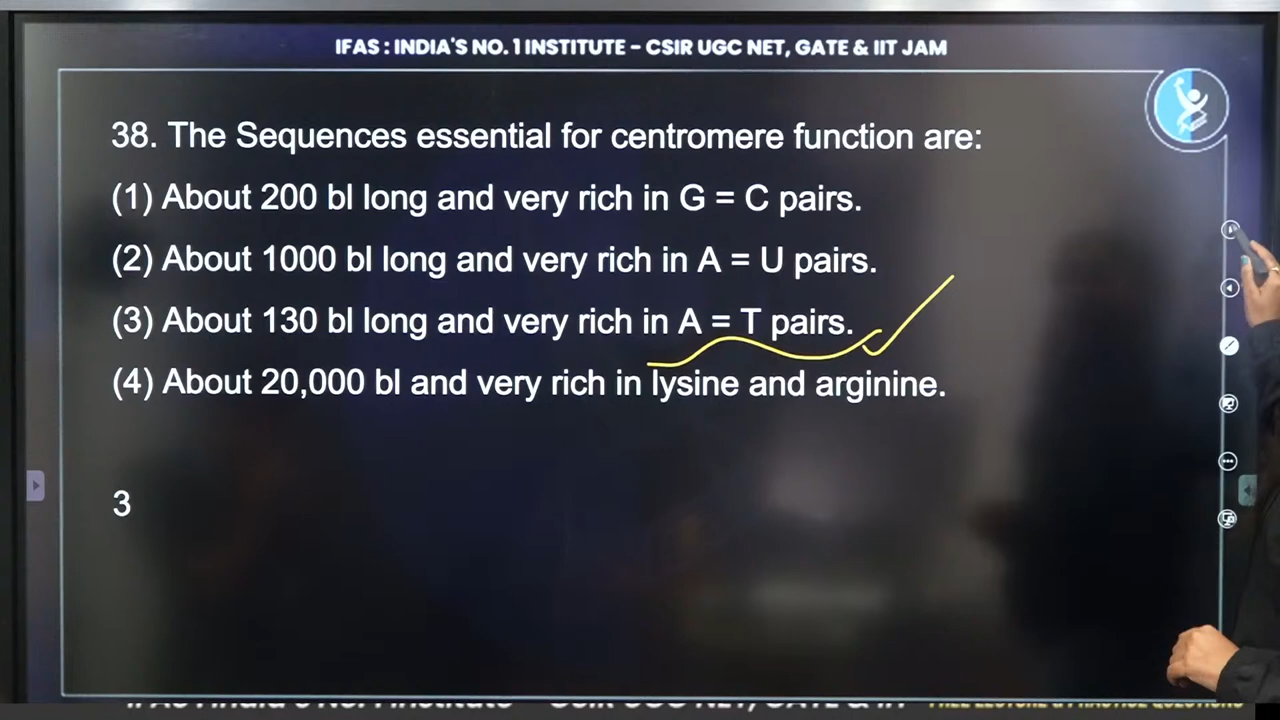 IFAS : INDIA'S NO. 1 INSTITUTE – CSIR UGC NET, GATE & IIT JAM
38. The Sequences essential for centromere function are:
(1) About 200 bl long and very rich in G = C pairs.
(2) About 1000 bl long and very rich in A = U pairs.
(3) About 130 bl long and very rich in A = T pairs.
(4) About 20,000 bl and very rich in lysine and arginine.
3